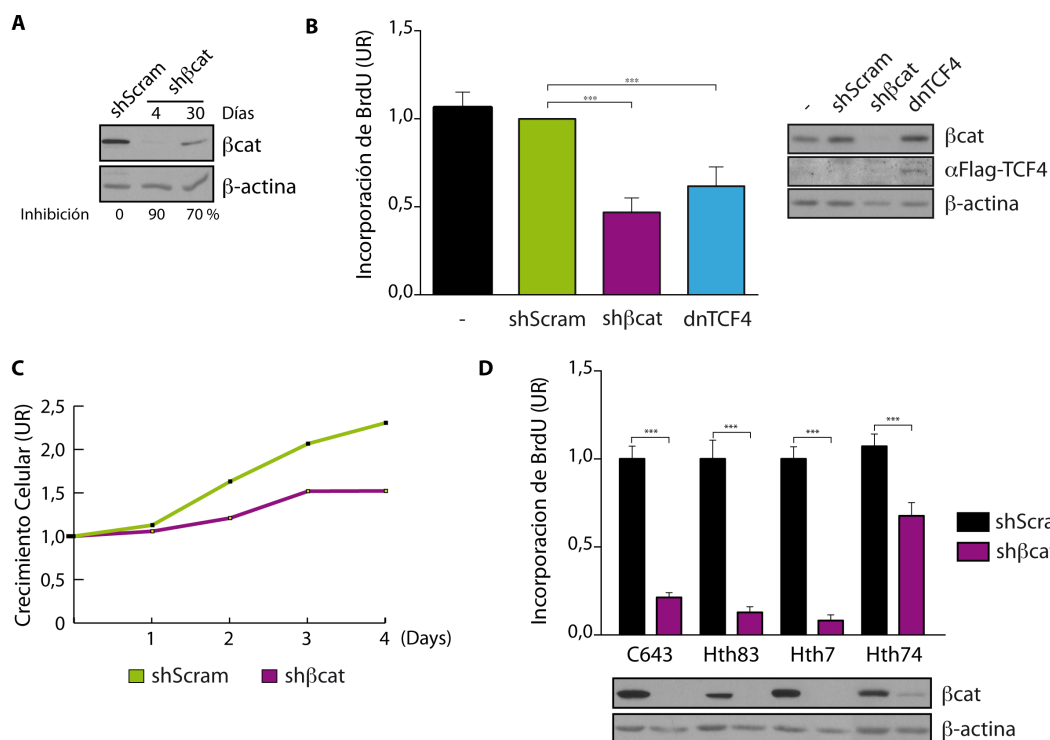 A
shScram
shβcat
4 30 Días
βcat
β-actina
Inhibición 0 90 70 %
B
Incorporación de BrdU (UR)
1,5
1,0
0,5
0,0
***
***
- shScram shβcat dnTCF4
- shScram shβcat dnTCF4
βcat
αFlag-TCF4
β-actina
C
Crecimiento Celular (UR)
2,5
2,0
1,5
1,0
0,5
0
1 2 3 4 (Days)
shScram shβcat
D
Incorporacion de BrdU (UR)
1,5
1,0
0,5
0,0
*** *** *** ***
shScra
shβca
C643 Hth83 Hth7 Hth74
βcat
β-actina